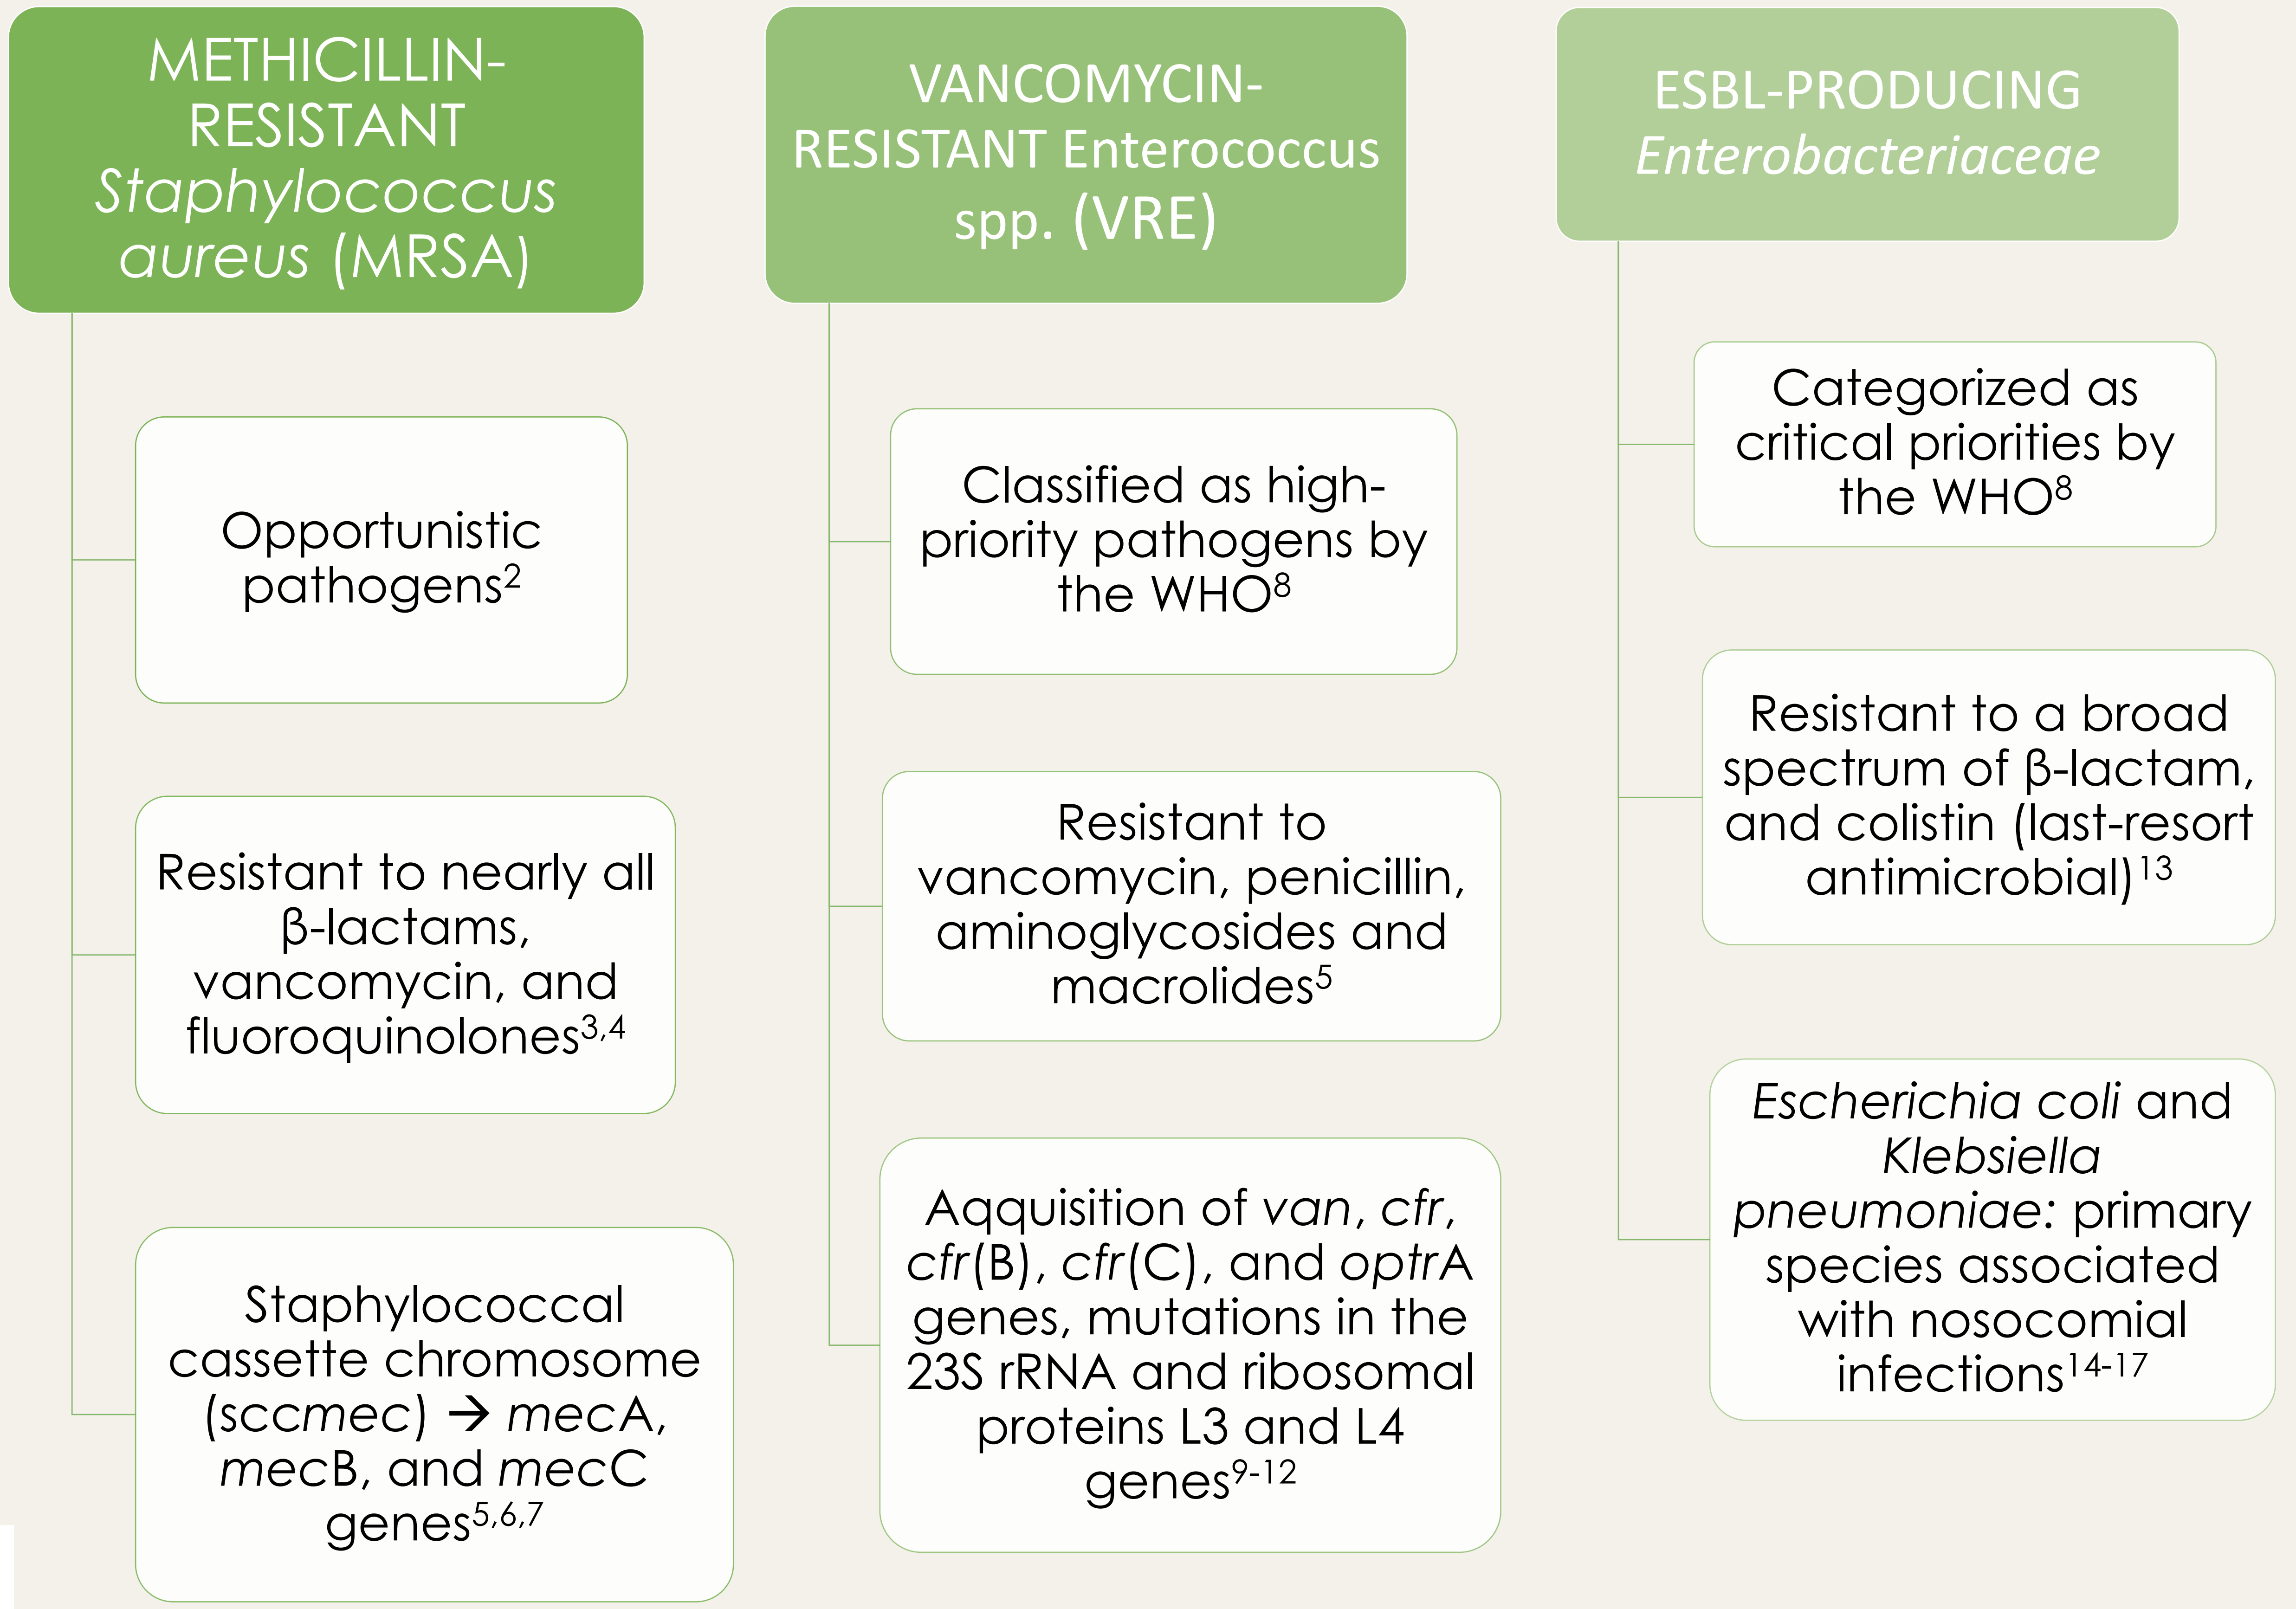 METHICILLIN-
RESISTANT
Staphylococcus
aureus (MRSA)
Opportunistic
pathogens²
Resistant to nearly all
β-lactams,
vancomycin, and
fluoroquinolones³,⁴
Staphylococcal
cassette chromosome
(sccmec) → mecA,
mecB, and mecC
genes⁵,⁶,⁷
VANCOMYCIN-
RESISTANT Enterococcus
spp. (VRE)
Classified as high-
priority pathogens by
the WHO⁸
Resistant to
vancomycin, penicillin,
aminoglycosides and
macrolides⁵
Aqquisition of van, cfr,
cfr(B), cfr(C), and optrA
genes, mutations in the
23S rRNA and ribosomal
proteins L3 and L4
genes⁹⁻¹²
ESBL-PRODUCING
Enterobacteriaceae
Categorized as
critical priorities by
the WHO⁸
Resistant to a broad
spectrum of β-lactam,
and colistin (last-resort
antimicrobial)¹³
Escherichia coli and
Klebsiella
pneumoniae: primary
species associated
with nosocomial
infections¹⁴⁻¹⁷